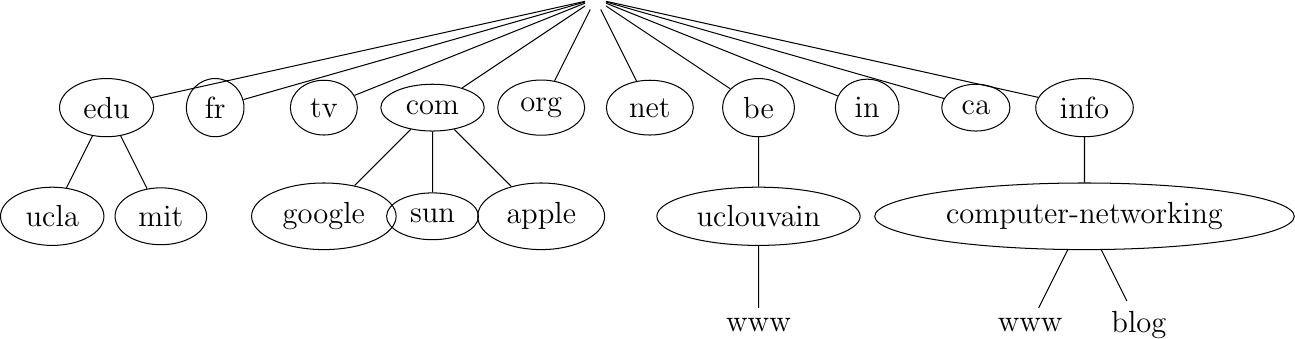 edu fr tv com org net be in ca info
ucla mit google sun apple uclouvain computer-networking
www www blog